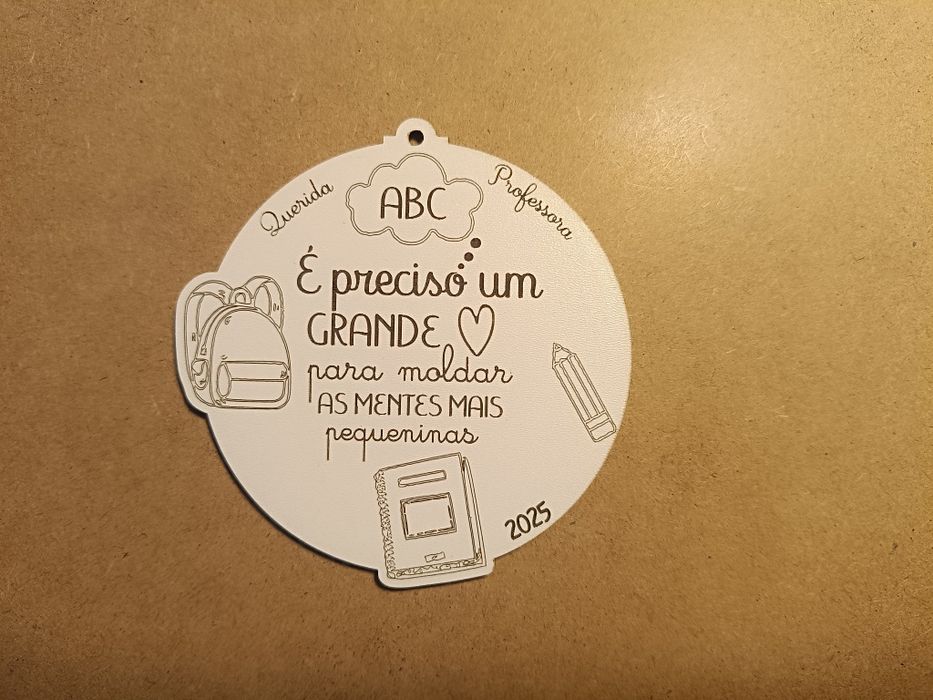 Querida
ABC
Professora
É preciso um
GRANDE
para moldar
AS MENTES MAIS
pequeninas
2025